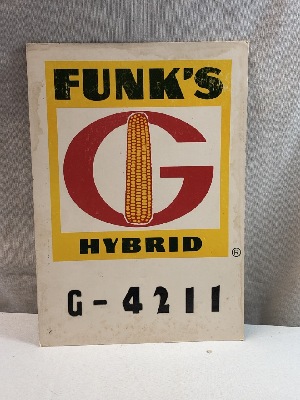 FUNK'S
G
HYBRID
®
G-4211